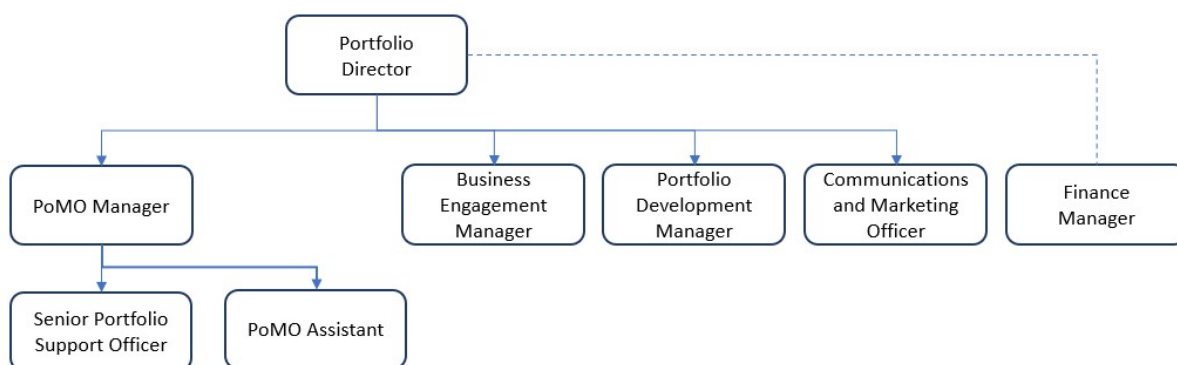 Portfolio
Director
PoMO Manager
Business
Engagement
Manager
Portfolio
Development
Manager
Communications
and Marketing
Officer
Finance
Manager
Senior Portfolio
Support Officer
PoMO Assistant